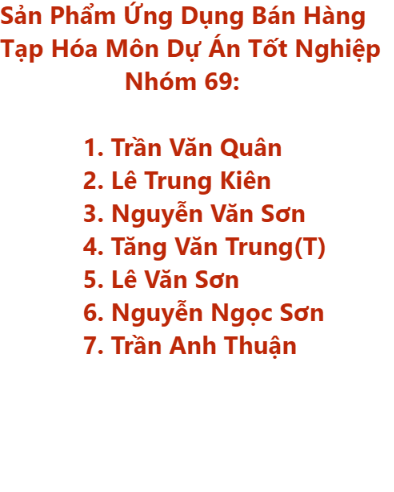 Sản Phẩm Ứng Dụng Bán Hàng
Tạp Hóa Môn Dự Án Tốt Nghiệp
Nhóm 69:
1. Trần Văn Quân
2. Lê Trung Kiên
3. Nguyễn Văn Sơn
4. Tăng Văn Trung(T)
5. Lê Văn Sơn
6. Nguyễn Ngọc Sơn
7. Trần Anh Thuận